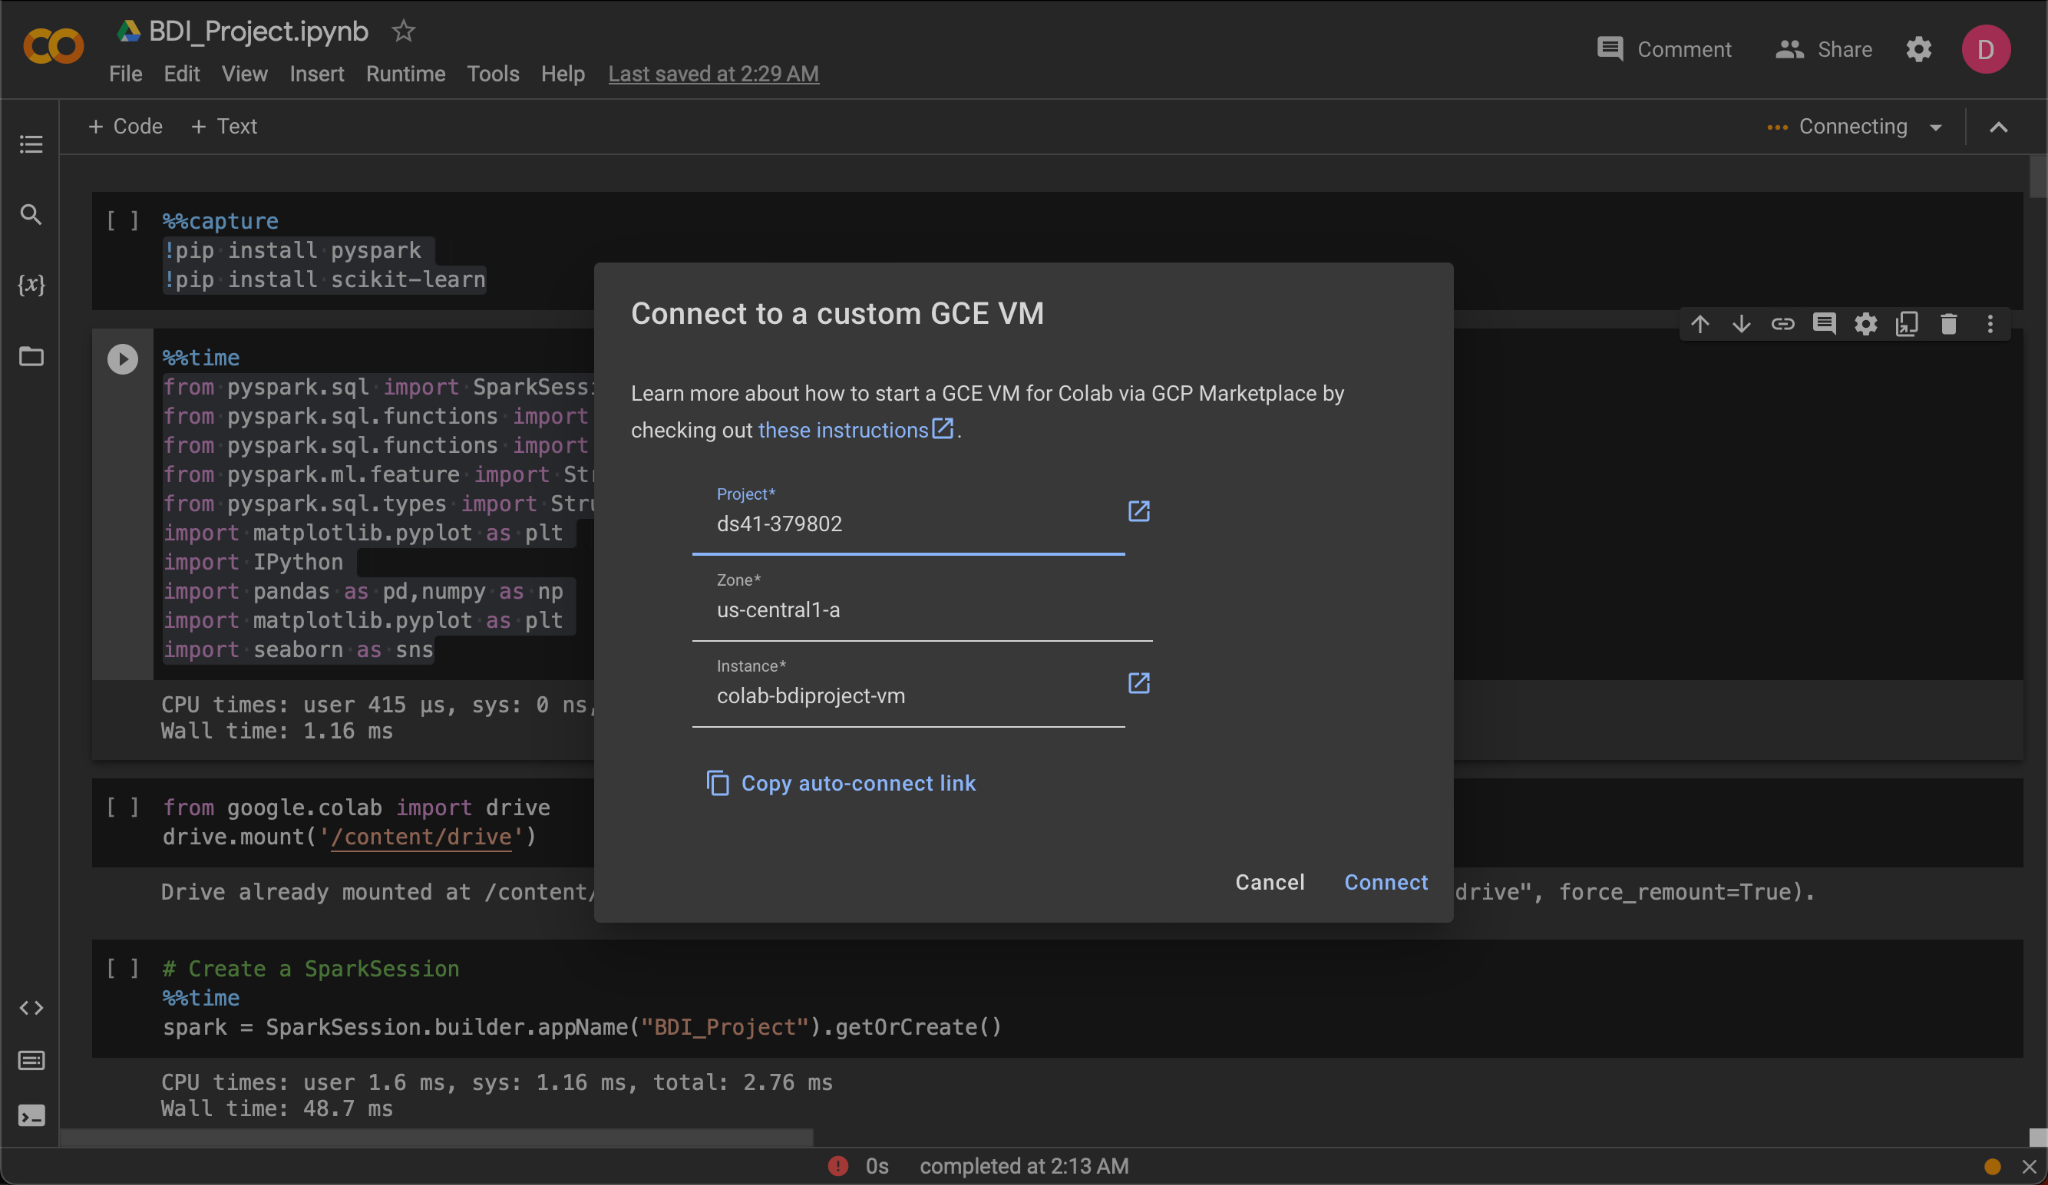 BDI_Project.ipynb
File Edit View Insert Runtime Tools Help Last saved at 2:29 AM
Comment Share D
+ Code + Text
Connecting
[ ] %%capture
!pip install pyspark
!pip install scikit-learn
%%time
from pyspark.sql import SparkSessi
from pyspark.sql.functions import
from pyspark.sql.functions import
from pyspark.ml.feature import Str
from pyspark.sql.types import Stru
import matplotlib.pyplot as plt
import IPython
import pandas as pd,numpy as np
import matplotlib.pyplot as plt
import seaborn as sns
CPU times: user 415 µs, sys: 0 ns,
Wall time: 1.16 ms
[ ] from google.colab import drive
drive.mount('/content/drive')
Drive already mounted at /content/ drive", force_remount=True).
[ ] # Create a SparkSession
%%time
spark = SparkSession.builder.appName("BDI_Project").getOrCreate()
CPU times: user 1.6 ms, sys: 1.16 ms, total: 2.76 ms
Wall time: 48.7 ms
Connect to a custom GCE VM
Learn more about how to start a GCE VM for Colab via GCP Marketplace by
checking out these instructions.
Project*
ds41-379802
Zone*
us-central1-a
Instance*
colab-bdiproject-vm
Copy auto-connect link
Cancel Connect
0s completed at 2:13 AM